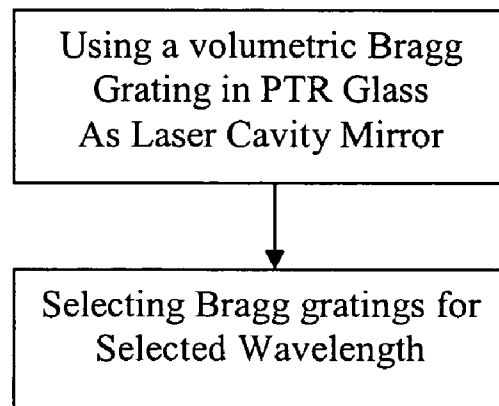 Using a volumetric Bragg
Grating in PTR Glass
As Laser Cavity Mirror
Selecting Bragg gratings for
Selected Wavelength